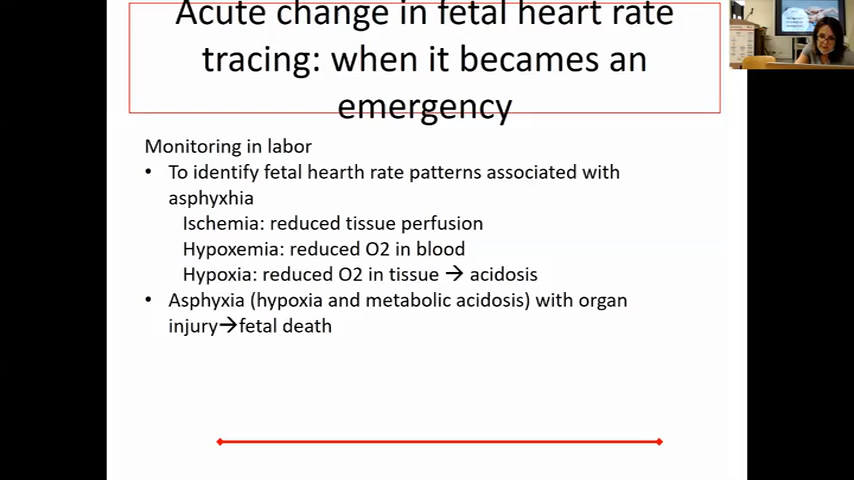 Acute change in fetal heart rate
tracing: when it becames an
emergency
Monitoring in labor
• To identify fetal hearth rate patterns associated with
asphyxhia
Ischemia: reduced tissue perfusion
Hypoxemia: reduced O2 in blood
Hypoxia: reduced O2 in tissue → acidosis
• Asphyxia (hypoxia and metabolic acidosis) with organ
injury→fetal death